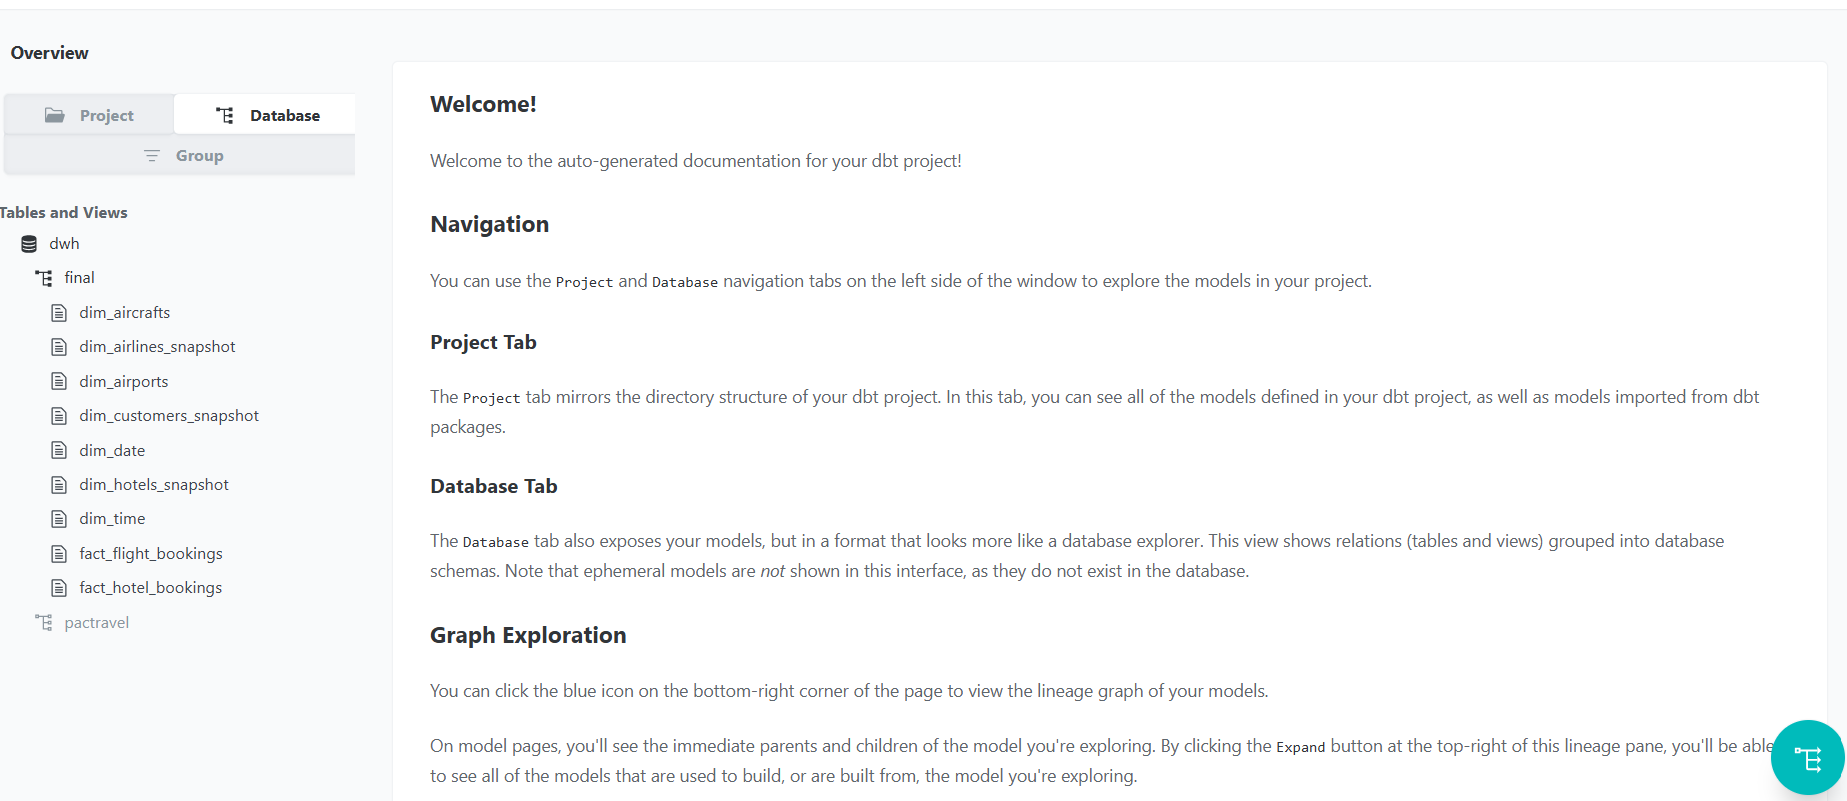 Overview
Project
Database
Group
Tables and Views
dwh
final
dim_aircrafts
dim_airlines_snapshot
dim_airports
dim_customers_snapshot
dim_date
dim_hotels_snapshot
dim_time
fact_flight_bookings
fact_hotel_bookings
pactravel
Welcome!
Welcome to the auto-generated documentation for your dbt project!
Navigation
You can use the Project and Database navigation tabs on the left side of the window to explore the models in your project.
Project Tab
The Project tab mirrors the directory structure of your dbt project. In this tab, you can see all of the models defined in your dbt project, as well as models imported from dbt
packages.
Database Tab
The Database tab also exposes your models, but in a format that looks more like a database explorer. This view shows relations (tables and views) grouped into database
schemas. Note that ephemeral models are not shown in this interface, as they do not exist in the database.
Graph Exploration
You can click the blue icon on the bottom-right corner of the page to view the lineage graph of your models.
On model pages, you'll see the immediate parents and children of the model you're exploring. By clicking the Expand button at the top-right of this lineage pane, you'll be able
to see all of the models that are used to build, or are built from, the model you're exploring.